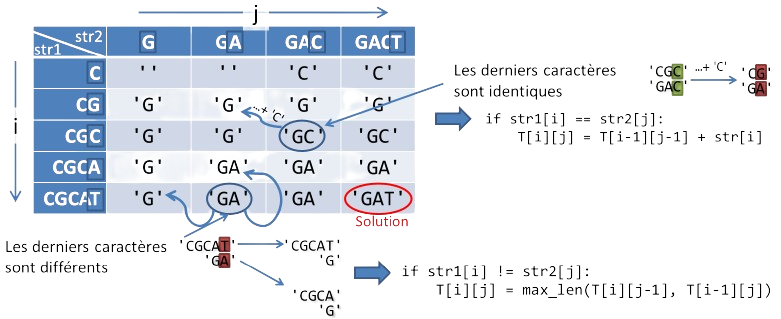 j
str2
str1
G GA GAC GACT
C '' '' 'C' 'C'
CG 'G' 'G' 'G' 'G'
CGC 'G' 'G' 'GC' 'GC'
CGCA 'G' 'GA' 'GA' 'GA'
CGCAT 'G' 'GA' 'GA' 'GAT'
i
...+ 'C'
Solution
Les derniers caractères
sont identiques
'CGC' ...+ 'C' 'CG'
'GAC' 'GA'
if str1[i] == str2[j]:
T[i][j] = T[i-1][j-1] + str[i]
Les derniers caractères
sont différents
'CGCAT' 'CGCAT'
'GA' 'G'
'CGCA'
'G'
if str1[i] != str2[j]:
T[i][j] = max_len(T[i][j-1], T[i-1][j])